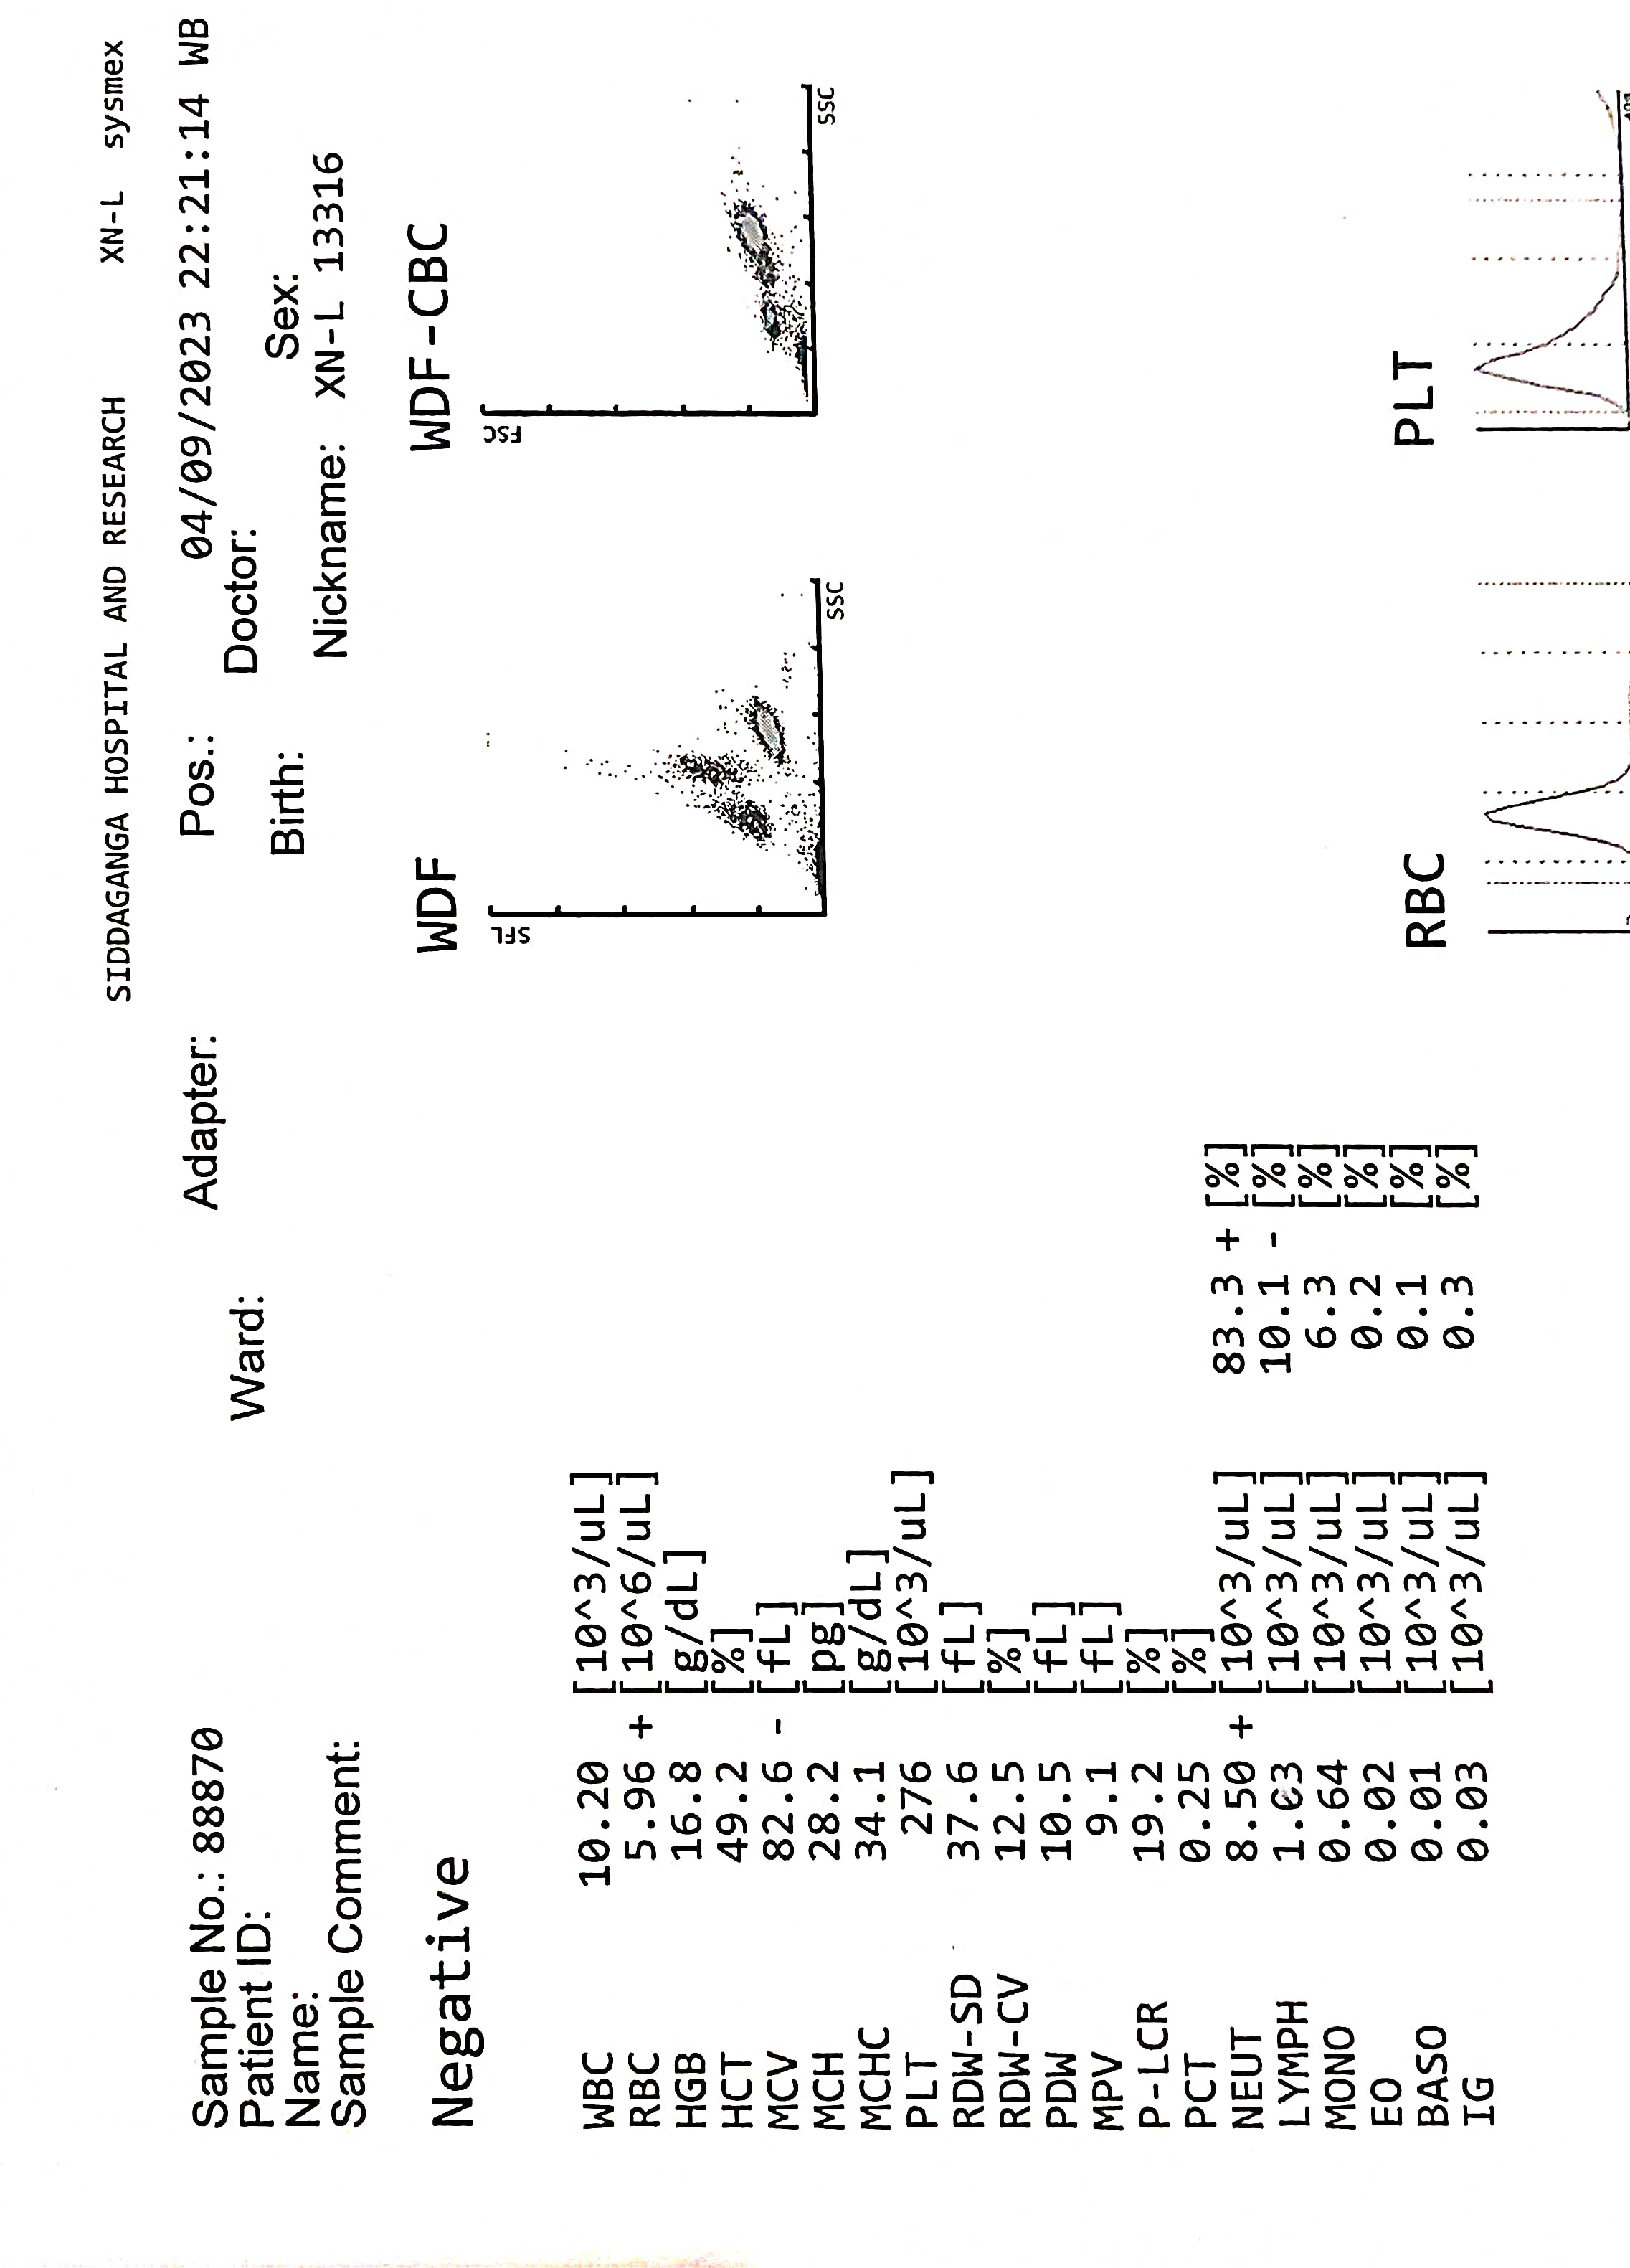 SIDDAGANGA HOSPITAL AND RESEARCH XN-L sysmex
Sample No.: 88870 Adapter: Pos.: 04/09/2023 22:21:14 WB
Patient ID: Ward: Doctor:
Name: Birth: Sex:
Sample Comment: Nickname: XN-L 13316
Negative WDF WDF-CBC
SFL FSC
WBC 10.20 [10^3/uL]
RBC 5.96 + [10^6/uL]
HGB 16.8 [g/dL]
HCT 49.2 [%]
MCV 82.6 - [fL]
MCH 28.2 [pg]
SSC SSC
MCHC 34.1 [g/dL]
PLT 276 [10^3/uL]
RDW-SD 37.6 [fL]
RDW-CV 12.5 [%]
PDW 10.5 [fL]
MPV 9.1 [fL]
P-LCR 19.2 [%]
PCT 0.25 [%]
NEUT 8.50 + [10^3/uL] 83.3 + [%]
LYMPH 1.03 [10^3/uL] 10.1 - [%]
MONO 0.64 [10^3/uL] 6.3 [%]
EO 0.02 [10^3/uL] 0.2 [%]
BASO 0.01 [10^3/uL] 0.1 [%]
IG 0.03 [10^3/uL] 0.3 [%]
RBC PLT